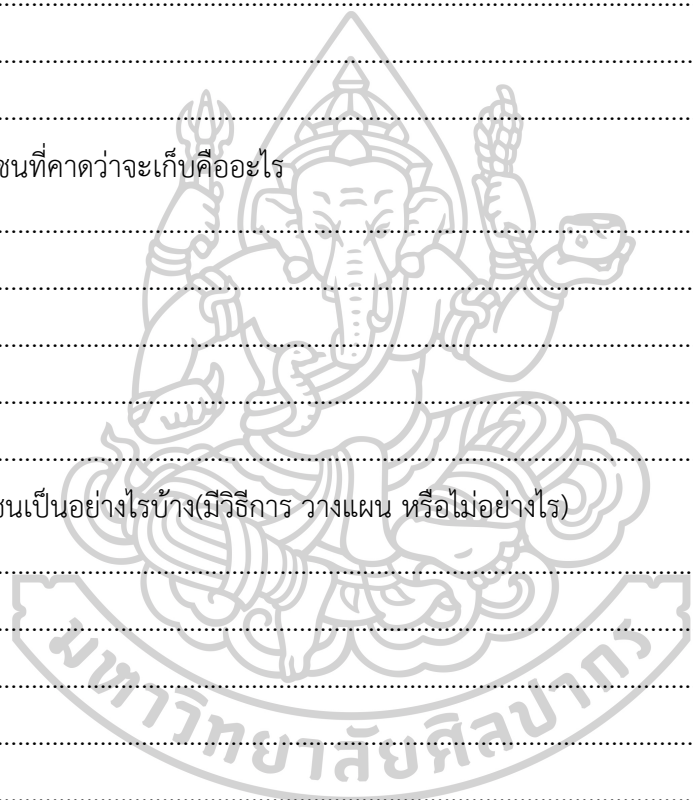 ชนที่คาดว่าจะเก็บคืออะไร
ชนเป็นอย่างไรบ้าง(มีวิธีการ วางแผน หรือไม่อย่างไร)
มหาวิทยาลัยศิลปากร